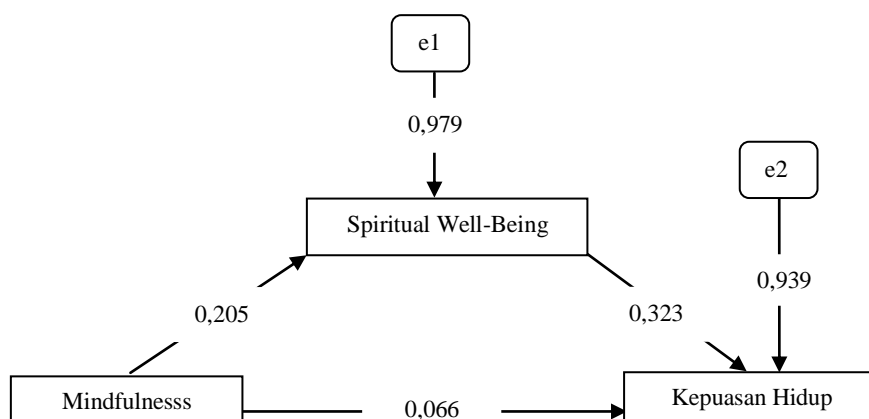 e1
0,979
e2
Spiritual Well-Being
0,939
0,205
0,323
Mindfulnesss
0,066
Kepuasan Hidup